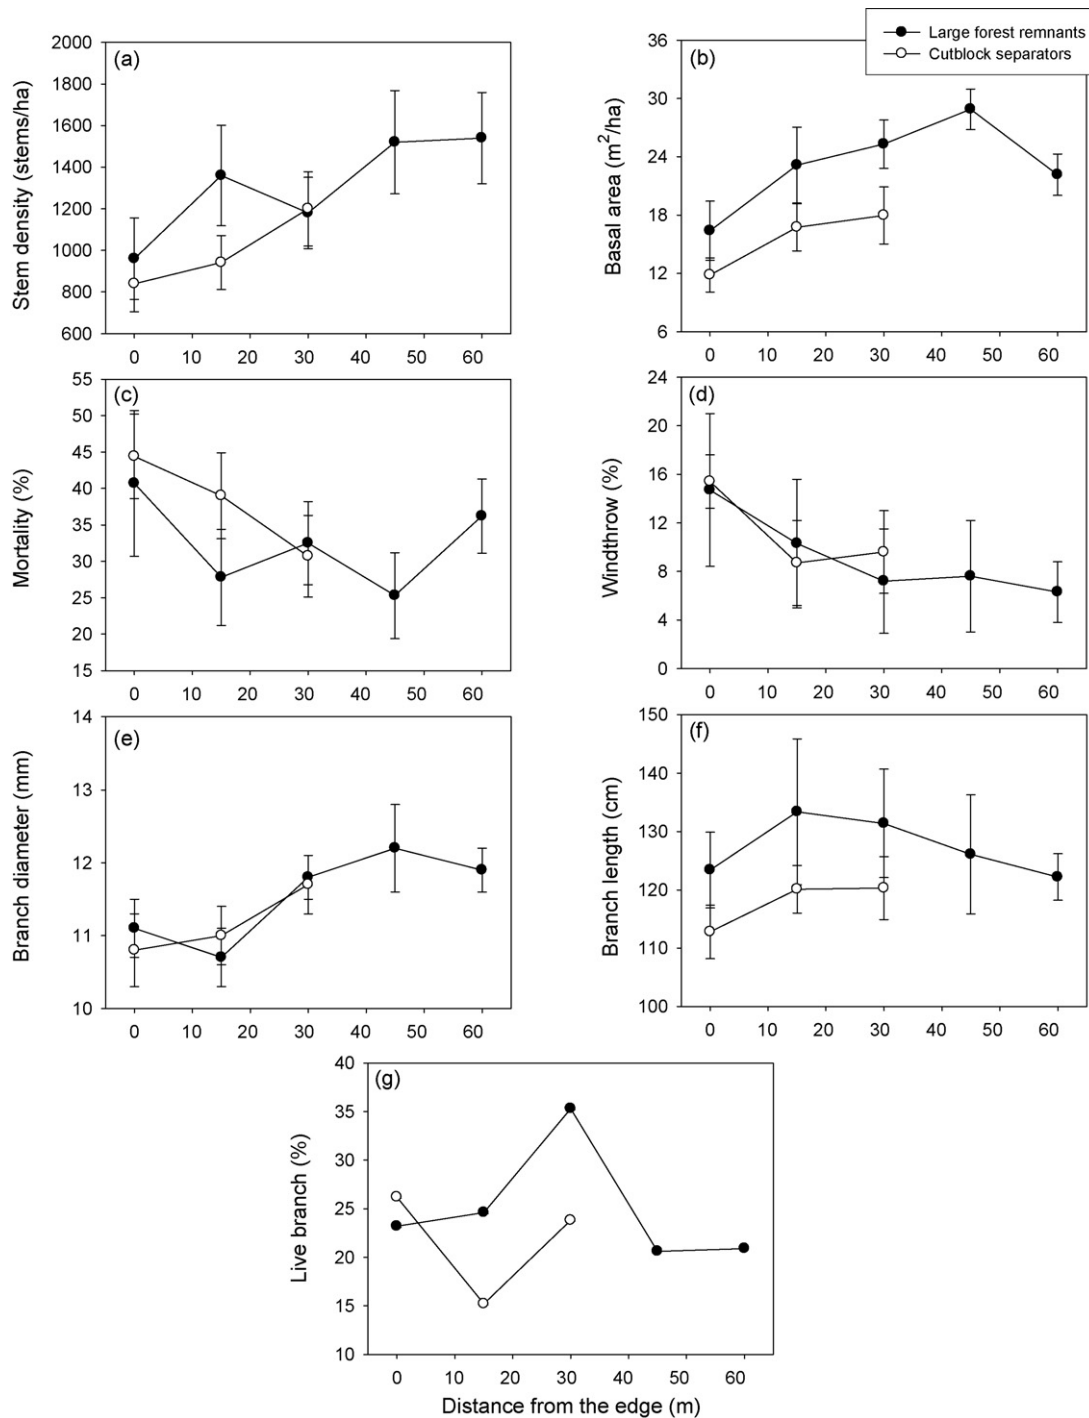 Large forest remnants
Cutblock separators
(a)
Stem density (stems/ha)
2000
1800
1600
1400
1200
1000
800
600
0 10 20 30 40 50 60
(b)
Basal area (m²/ha)
36
30
24
18
12
6
0 10 20 30 40 50 60
(c)
Mortality (%)
55
50
45
40
35
30
25
20
15
0 10 20 30 40 50 60
(d)
Windthrow (%)
24
20
16
12
8
4
0
0 10 20 30 40 50 60
(e)
Branch diameter (mm)
14
13
12
11
10
0 10 20 30 40 50 60
(f)
Branch length (cm)
150
140
130
120
110
100
0 10 20 30 40 50 60
(g)
Live branch (%)
40
35
30
25
20
15
10
0 10 20 30 40 50 60
Distance from the edge (m)